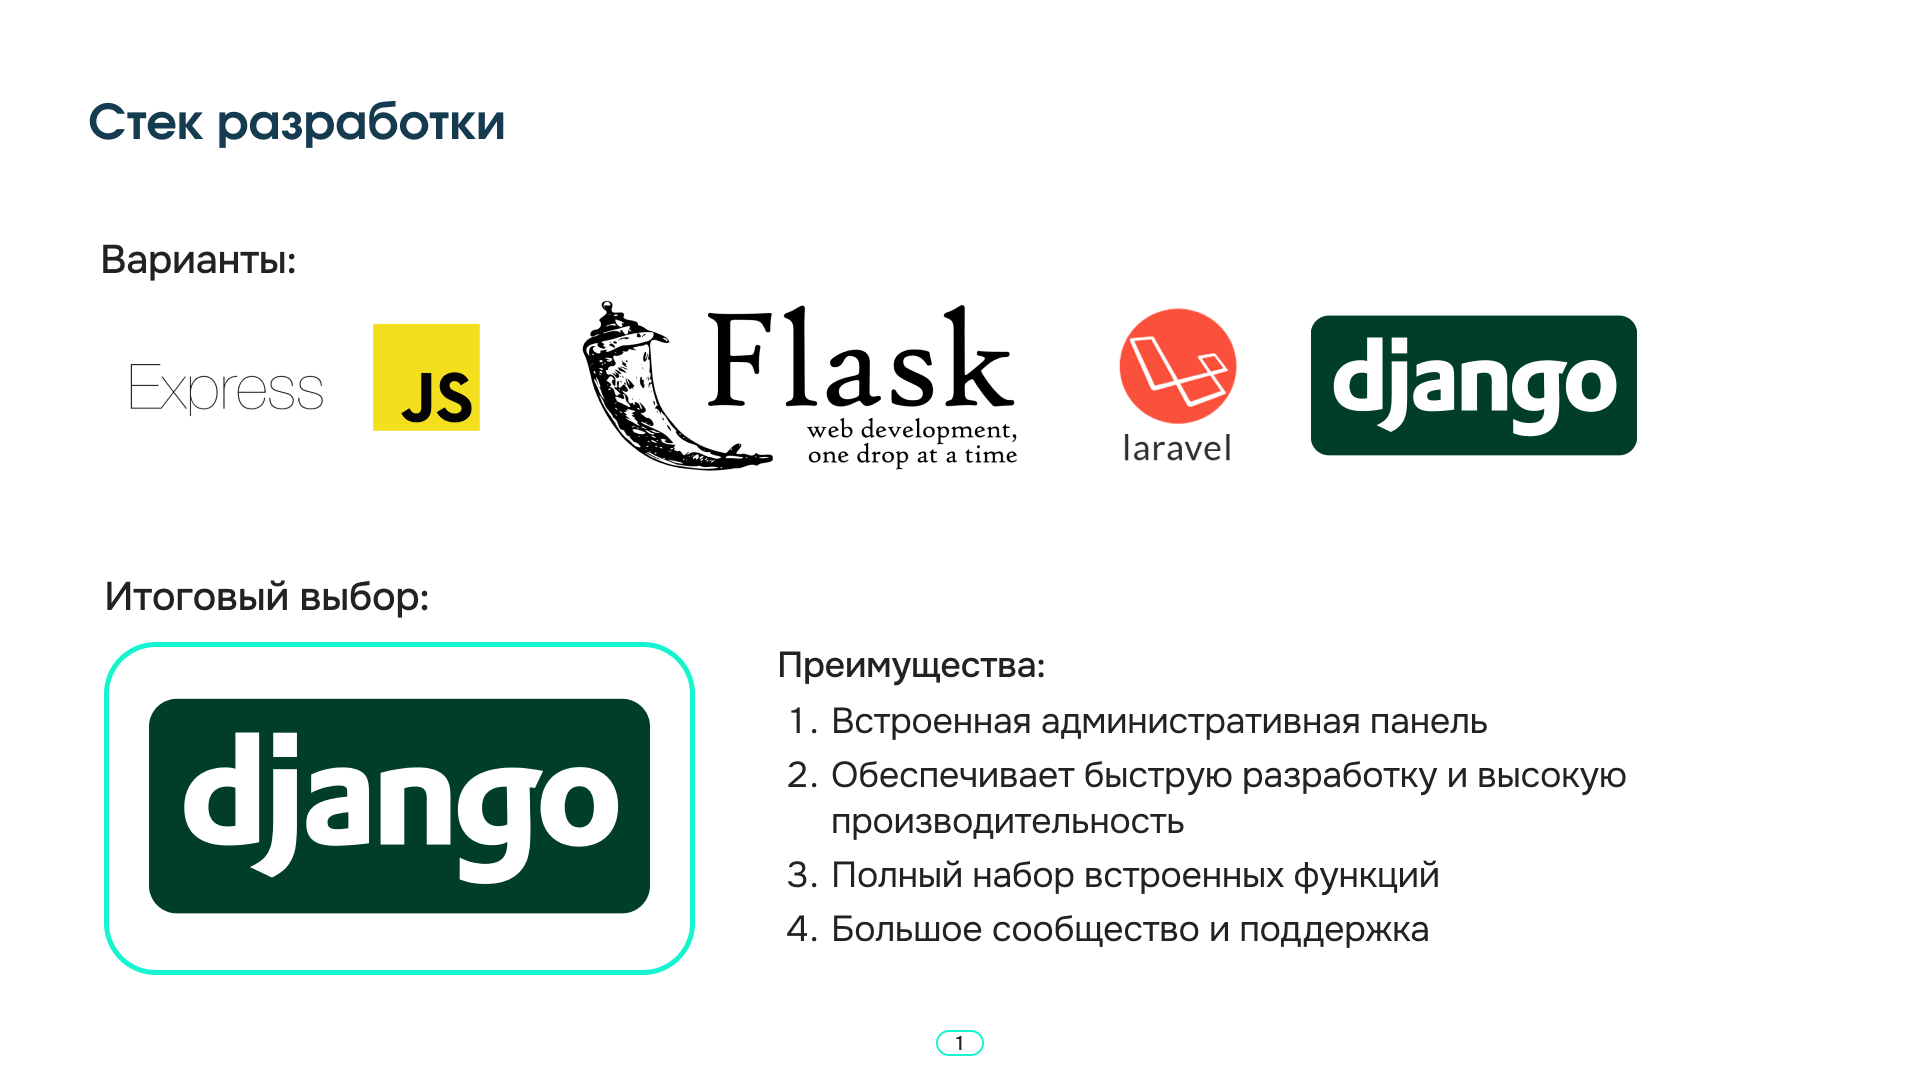 Стек разработки
Варианты:
Express
JS
Flask
web development,
one drop at a time
laravel
django
Итоговый выбор:
django
Преимущества:
1. Встроенная административная панель
2. Обеспечивает быструю разработку и высокую
производительность
3. Полный набор встроенных функций
4. Большое сообщество и поддержка
1